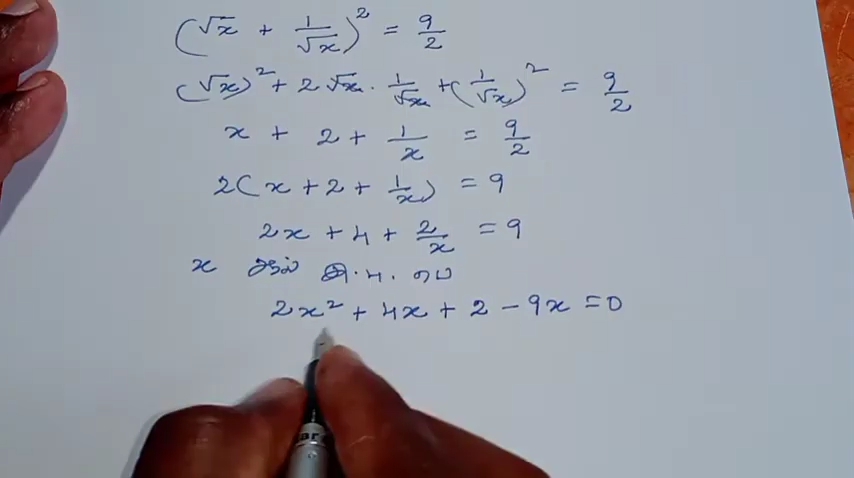 (√x + 1/√x)² = 9/2
(√x)² + 2√x · 1/√x + (1/√x)² = 9/2
x + 2 + 1/x = 9/2
2(x + 2 + 1/x) = 9
2x + 4 + 2/x = 9
x ஆல் இ.பு.
2x² + 4x + 2 - 9x = 0